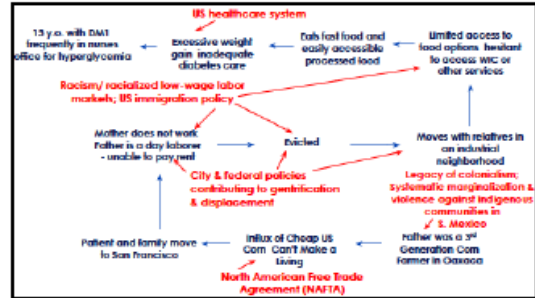 US healthcare system
13 y.o. with DM1
frequently in nurses
office for hyperglycemia
Excessive weight
gain inadequate
diabetes care
Eats fast food and
easily accessible
processed food
Limited access to
food options hesitant
to access WIC or
other services
Racism/ racialized low-wage labor
markets; US immigration policy
Mother does not work
Father is a day laborer
- unable to pay rent
Evicted
Moves with relatives in
an industrial
neighborhood
City & federal policies
contributing to gentrification
& displacement
Legacy of colonialism;
Systematic marginalization &
violence against indigenous
communities in
S. Mexico
Patient and family move
to San Francisco
Influx of Cheap US
Corn Can't Make a
Living
Father was a 3rd
Generation Corn
Farmer in Oaxaca
North American Free Trade
Agreement (NAFTA)